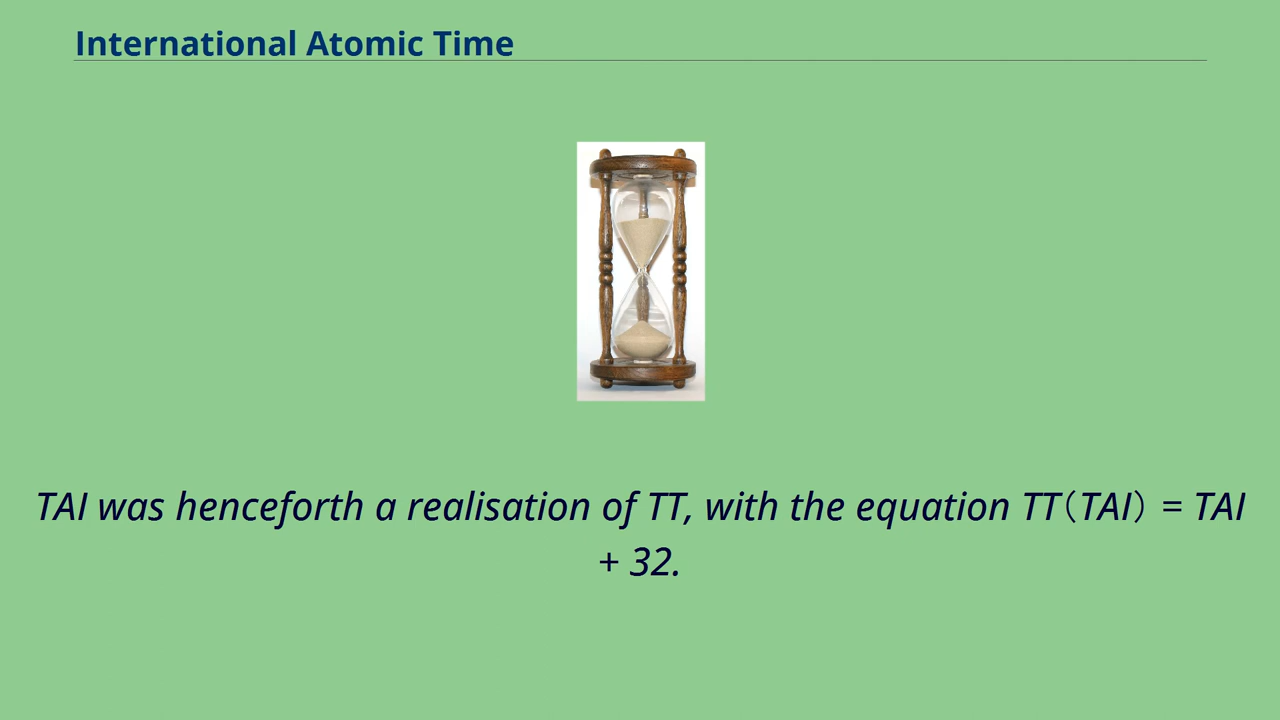 International Atomic Time
TAI was henceforth a realisation of TT, with the equation TT（TAI） = TAI
+ 32.